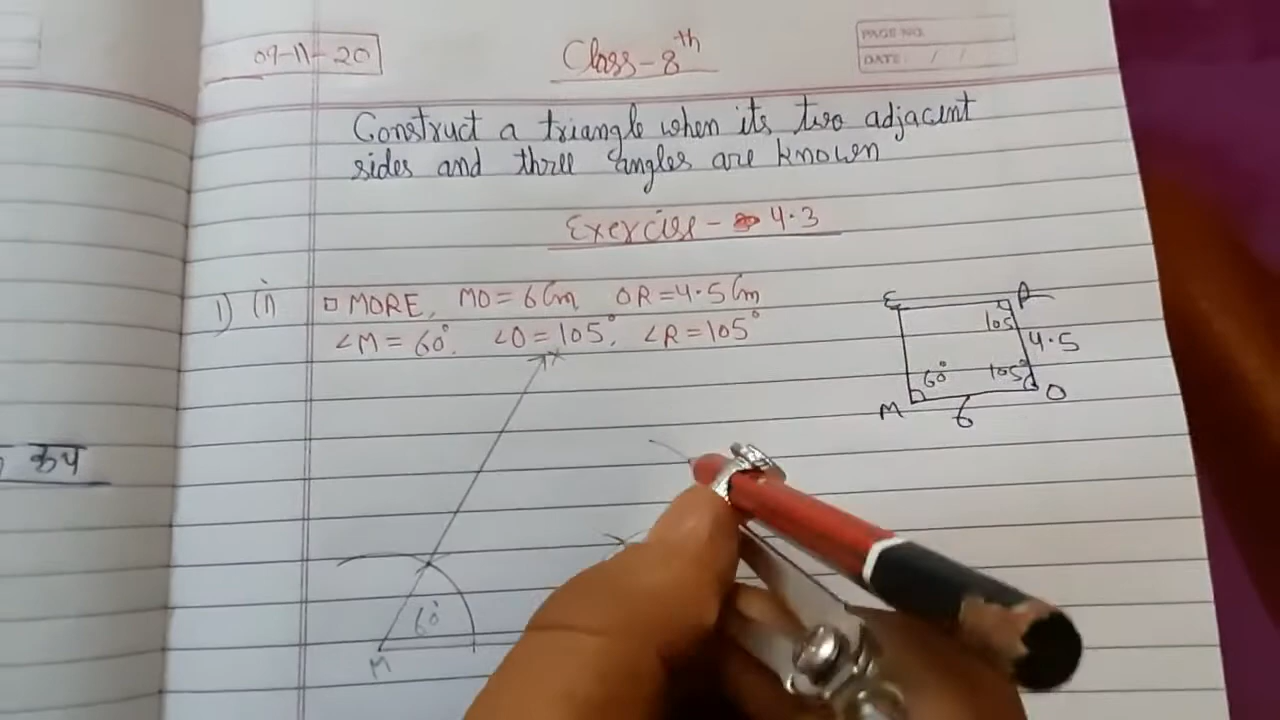 09-11-20
Class-8th
PAGE NO.
DATE: / /
Construct a triangle when its two adjacent
sides and three angles are known
Exercise - 4.3
1) (i) □ MORE, MO = 6Cm OR = 4.5Cm
∠M = 60°. ∠O = 105°, ∠R = 105°
E R
105
4.5
60° 105°
M O
6
कप
60°
M